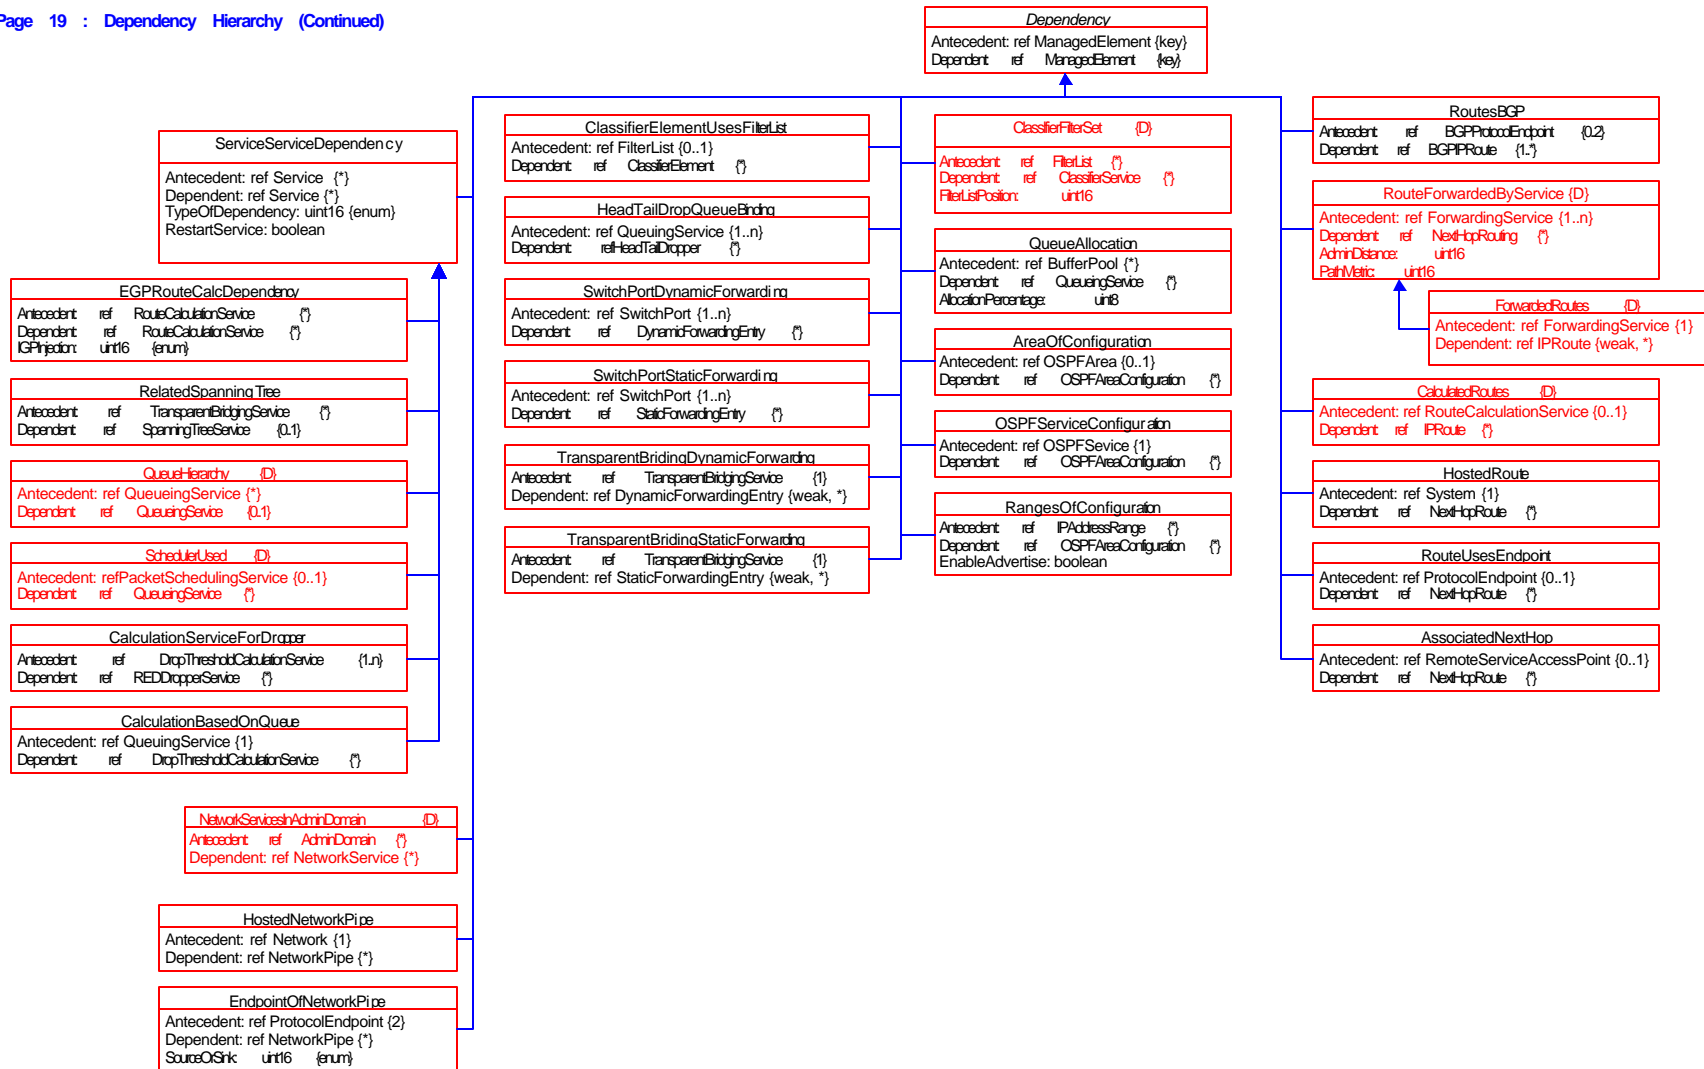 Page 19 : Dependency Hierarchy (Continued)
Dependency
Antecedent: ref ManagedElement {key}
Dependent: ref ManagedElement {key}
ServiceServiceDependency
Antecedent: ref Service {*}
Dependent: ref Service {*}
TypeOfDependency: uint16 {enum}
RestartService: boolean
EGPRouteCalcDependency
Antecedent: ref RouteCalculationService {*}
Dependent: ref RouteCalculationService {*}
IGPInjection: uint16 {enum}
RelatedSpanningTree
Antecedent: ref TransparentBridgingService {*}
Dependent: ref SpanningTreeService {0..1}
QueueHierarchy {D}
Antecedent: ref QueueingService {*}
Dependent: ref QueueingService {0..1}
SchedulerUsed {D}
Antecedent: refPacketSchedulingService {0..1}
Dependent: ref QueueingService {*}
CalculationServiceForDropper
Antecedent: ref DropThresholdCalculationService {1..n}
Dependent: ref REDDropperService {*}
CalculationBasedOnQueue
Antecedent: ref QueuingService {1}
Dependent: ref DropThresholdCalculationService {*}
NetworkServicesInAdminDomain {D}
Antecedent: ref AdminDomain {*}
Dependent: ref NetworkService {*}
HostedNetworkPipe
Antecedent: ref Network {1}
Dependent: ref NetworkPipe {*}
EndpointOfNetworkPipe
Antecedent: ref ProtocolEndpoint {2}
Dependent: ref NetworkPipe {*}
SourceOrSink: uint16 {enum}
ClassifierElementUsesFilterList
Antecedent: ref FilterList {0..1}
Dependent: ref ClassifierElement {*}
HeadTailDropQueueBinding
Antecedent: ref QueuingService {1..n}
Dependent: refHeadTailDropper {*}
SwitchPortDynamicForwarding
Antecedent: ref SwitchPort {1..n}
Dependent: ref DynamicForwardingEntry {*}
SwitchPortStaticForwarding
Antecedent: ref SwitchPort {1..n}
Dependent: ref StaticForwardingEntry {*}
TransparentBridingDynamicForwarding
Antecedent: ref TransparentBridgingService {1}
Dependent: ref DynamicForwardingEntry {weak, *}
TransparentBridingStaticForwarding
Antecedent: ref TransparentBridgingService {1}
Dependent: ref StaticForwardingEntry {weak, *}
ClassifierFilterSet {D}
Antecedent: ref FilterList {*}
Dependent: ref ClassifierService {*}
FilterListPosition: uint16
QueueAllocation
Antecedent: ref BufferPool {*}
Dependent: ref QueueingService {*}
AllocationPercentage: uint8
AreaOfConfiguration
Antecedent: ref OSPFArea {0..1}
Dependent: ref OSPFAreaConfiguration {*}
OSPFServiceConfiguration
Antecedent: ref OSPFSevice {1}
Dependent: ref OSPFAreaConfiguration {*}
RangesOfConfiguration
Antecedent: ref IPAddressRange {*}
Dependent: ref OSPFAreaConfiguration {*}
EnableAdvertise: boolean
RoutesBGP
Antecedent: ref BGPProtocolEndpoint {0..2}
Dependent: ref BGPIPRoute {1..*}
RouteForwardedByService {D}
Antecedent: ref ForwardingService {1..n}
Dependent: ref NextHopRouting {*}
AdminDistance: uint16
PathMetric: uint16
ForwardedRoutes {D}
Antecedent: ref ForwardingService {1}
Dependent: ref IPRoute {weak, *}
CalculatedRoutes {D}
Antecedent: ref RouteCalculationService {0..1}
Dependent: ref IPRoute {*}
HostedRoute
Antecedent: ref System {1}
Dependent: ref NextHopRoute {*}
RouteUsesEndpoint
Antecedent: ref ProtocolEndpoint {0..1}
Dependent: ref NextHopRoute {*}
AssociatedNextHop
Antecedent: ref RemoteServiceAccessPoint {0..1}
Dependent: ref NextHopRoute {*}